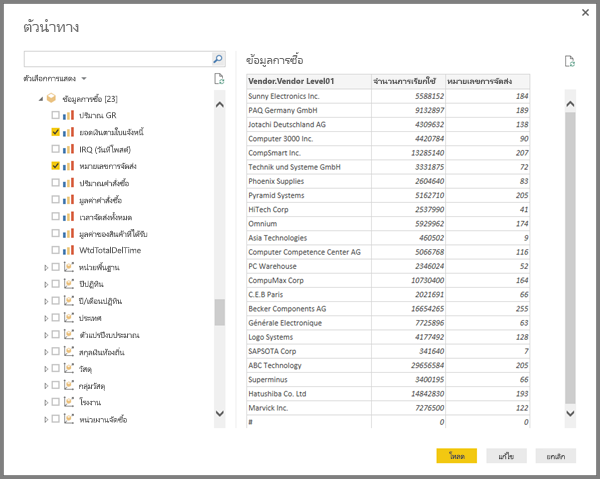 ตัวนำทาง
ตัวเลือกการแสดง
ข้อมูลการซื้อ [23]
ปริมาณ GR
ยอดเงินตามใบแจ้งหนี้
IRQ (วันที่โพสต์)
หมายเลขการจัดส่ง
ปริมาณคำสั่งซื้อ
มูลค่าคำสั่งซื้อ
เวลาจัดส่งทั้งหมด
มูลค่าของสินค้าที่ได้รับ
WtdTotalDelTime
หน่วยพื้นฐาน
ปีปฏิทิน
ปี/เดือนปฏิทิน
ประเทศ
ตัวแปรปีงบประมาณ
สกุลเงินท้องถิ่น
วัสดุ
กลุ่มวัสดุ
โรงงาน
หน่วยงานจัดซื้อ
ข้อมูลการซื้อ
Vendor.Vendor Level01 จำนวนการเรียกใช้ หมายเลขการจัดส่ง
Sunny Electronics Inc. 5588152 184
PAQ Germany GmbH 9132897 189
Jotachi Deutschland AG 4309632 138
Computer 3000 Inc. 4420784 90
CompSmart Inc. 13285140 207
Technik und Systeme GmbH 3331875 72
Phoenix Supplies 2604640 83
Pyramid Systems 5162710 205
HiTech Corp 2537990 41
Omnium 5929962 174
Asia Technologies 460502 9
Computer Competence Center AG 5066768 116
PC Warehouse 2346024 52
CompuMax Corp 10730400 164
C.E.B Paris 2021691 66
Becker Components AG 16654265 255
Générale Electronique 7725896 63
Logo Systems 4177492 128
SAPSOTA Corp 341640 7
ABC Technology 29656584 205
Superminus 3400195 66
Hatushiba Co. Ltd 14842830 193
Marvick Inc. 7276500 122
# 0 0
โหลด แก้ไข ยกเลิก